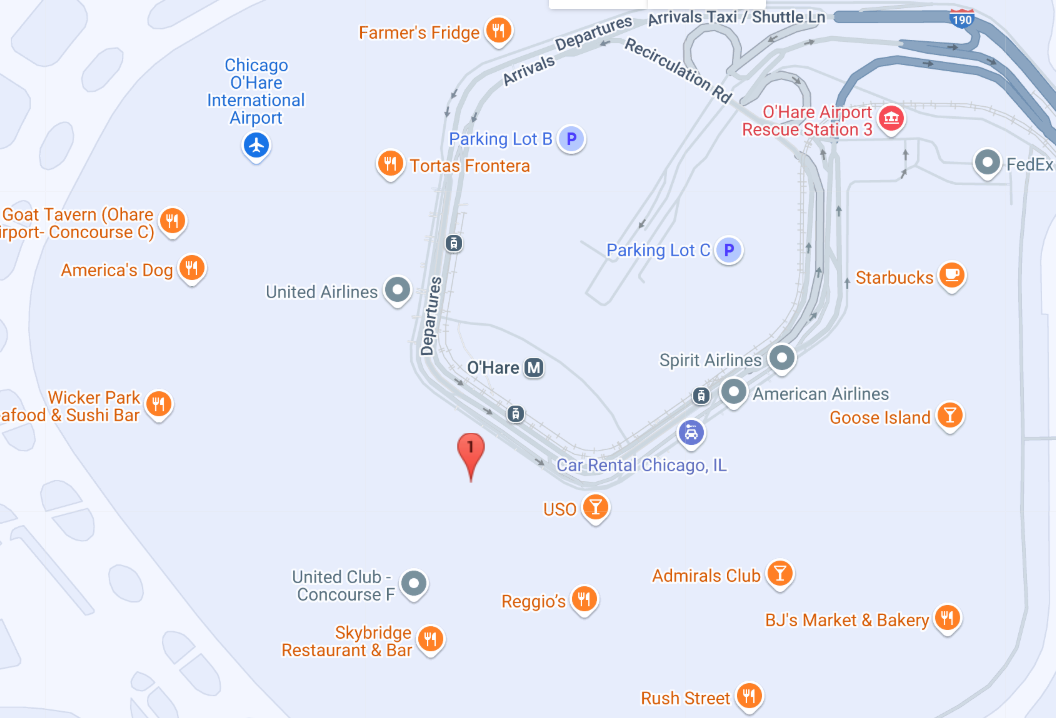 Farmer's Fridge
Departures
Arrivals Taxi / Shuttle Ln
190
Arrivals
Recirculation Rd
Chicago
O'Hare
International
Airport
Parking Lot B
P
O'Hare Airport
Rescue Station 3
FedEx
Tortas Frontera
Goat Tavern (Ohare
irport- Concourse C)
America's Dog
Parking Lot C
P
Starbucks
United Airlines
Departures
O'Hare M
Spirit Airlines
American Airlines
Wicker Park
eafood & Sushi Bar
Goose Island
1
Car Rental Chicago, IL
USO
United Club -
Concourse F
Reggio's
Admirals Club
BJ's Market & Bakery
Skybridge
Restaurant & Bar
Rush Street